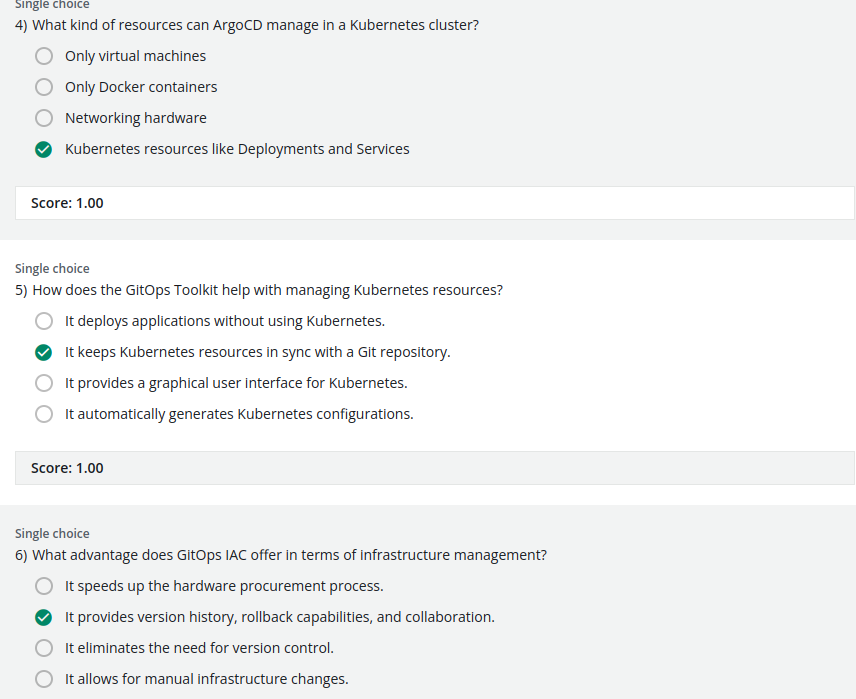 Single choice
4) What kind of resources can ArgoCD manage in a Kubernetes cluster?
Only virtual machines
Only Docker containers
Networking hardware
Kubernetes resources like Deployments and Services
Score: 1.00
Single choice
5) How does the GitOps Toolkit help with managing Kubernetes resources?
It deploys applications without using Kubernetes.
It keeps Kubernetes resources in sync with a Git repository.
It provides a graphical user interface for Kubernetes.
It automatically generates Kubernetes configurations.
Score: 1.00
Single choice
6) What advantage does GitOps IAC offer in terms of infrastructure management?
It speeds up the hardware procurement process.
It provides version history, rollback capabilities, and collaboration.
It eliminates the need for version control.
It allows for manual infrastructure changes.